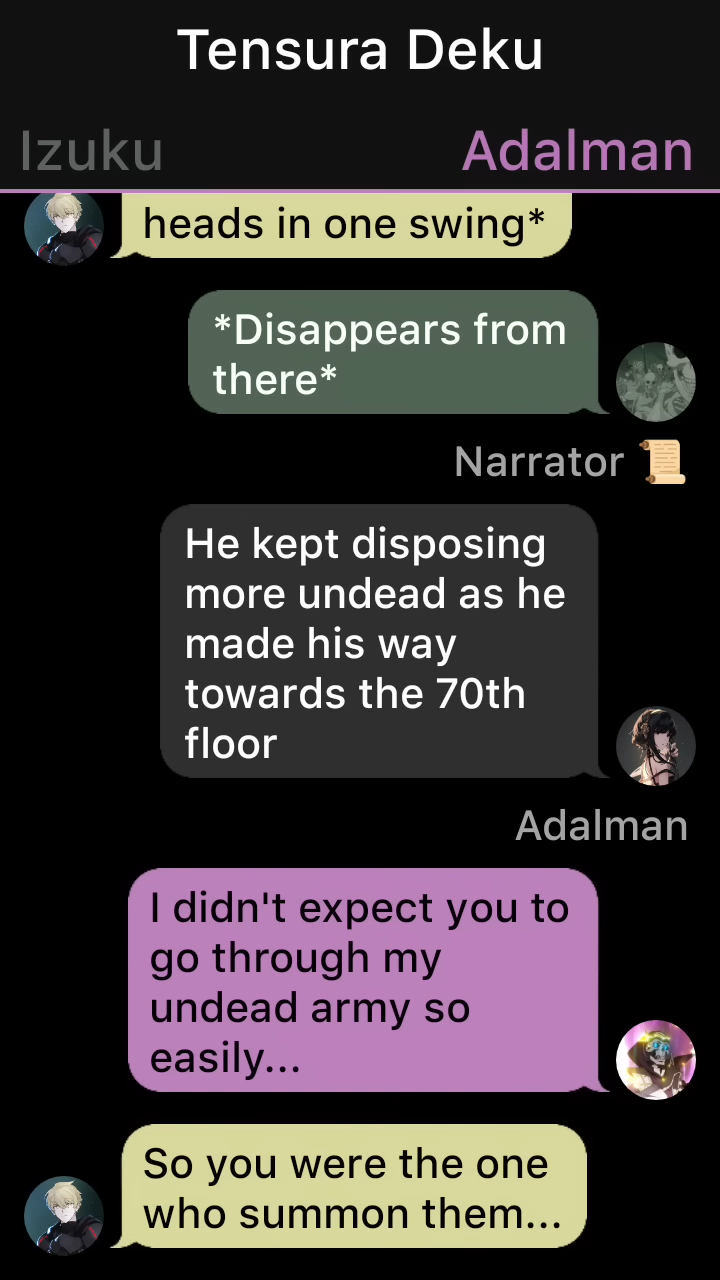 Tensura Deku
Izuku
Adalman
heads in one swing*
*Disappears from
there*
Narrator 📜
He kept disposing
more undead as he
made his way
towards the 70th
floor
Adalman
I didn't expect you to
go through my
undead army so
easily...
So you were the one
who summon them...